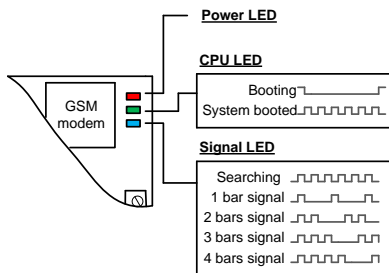 Power LED
CPU LED
Booting
System booted
GSM
modem
Signal LED
Searching
1 bar signal
2 bars signal
3 bars signal
4 bars signal